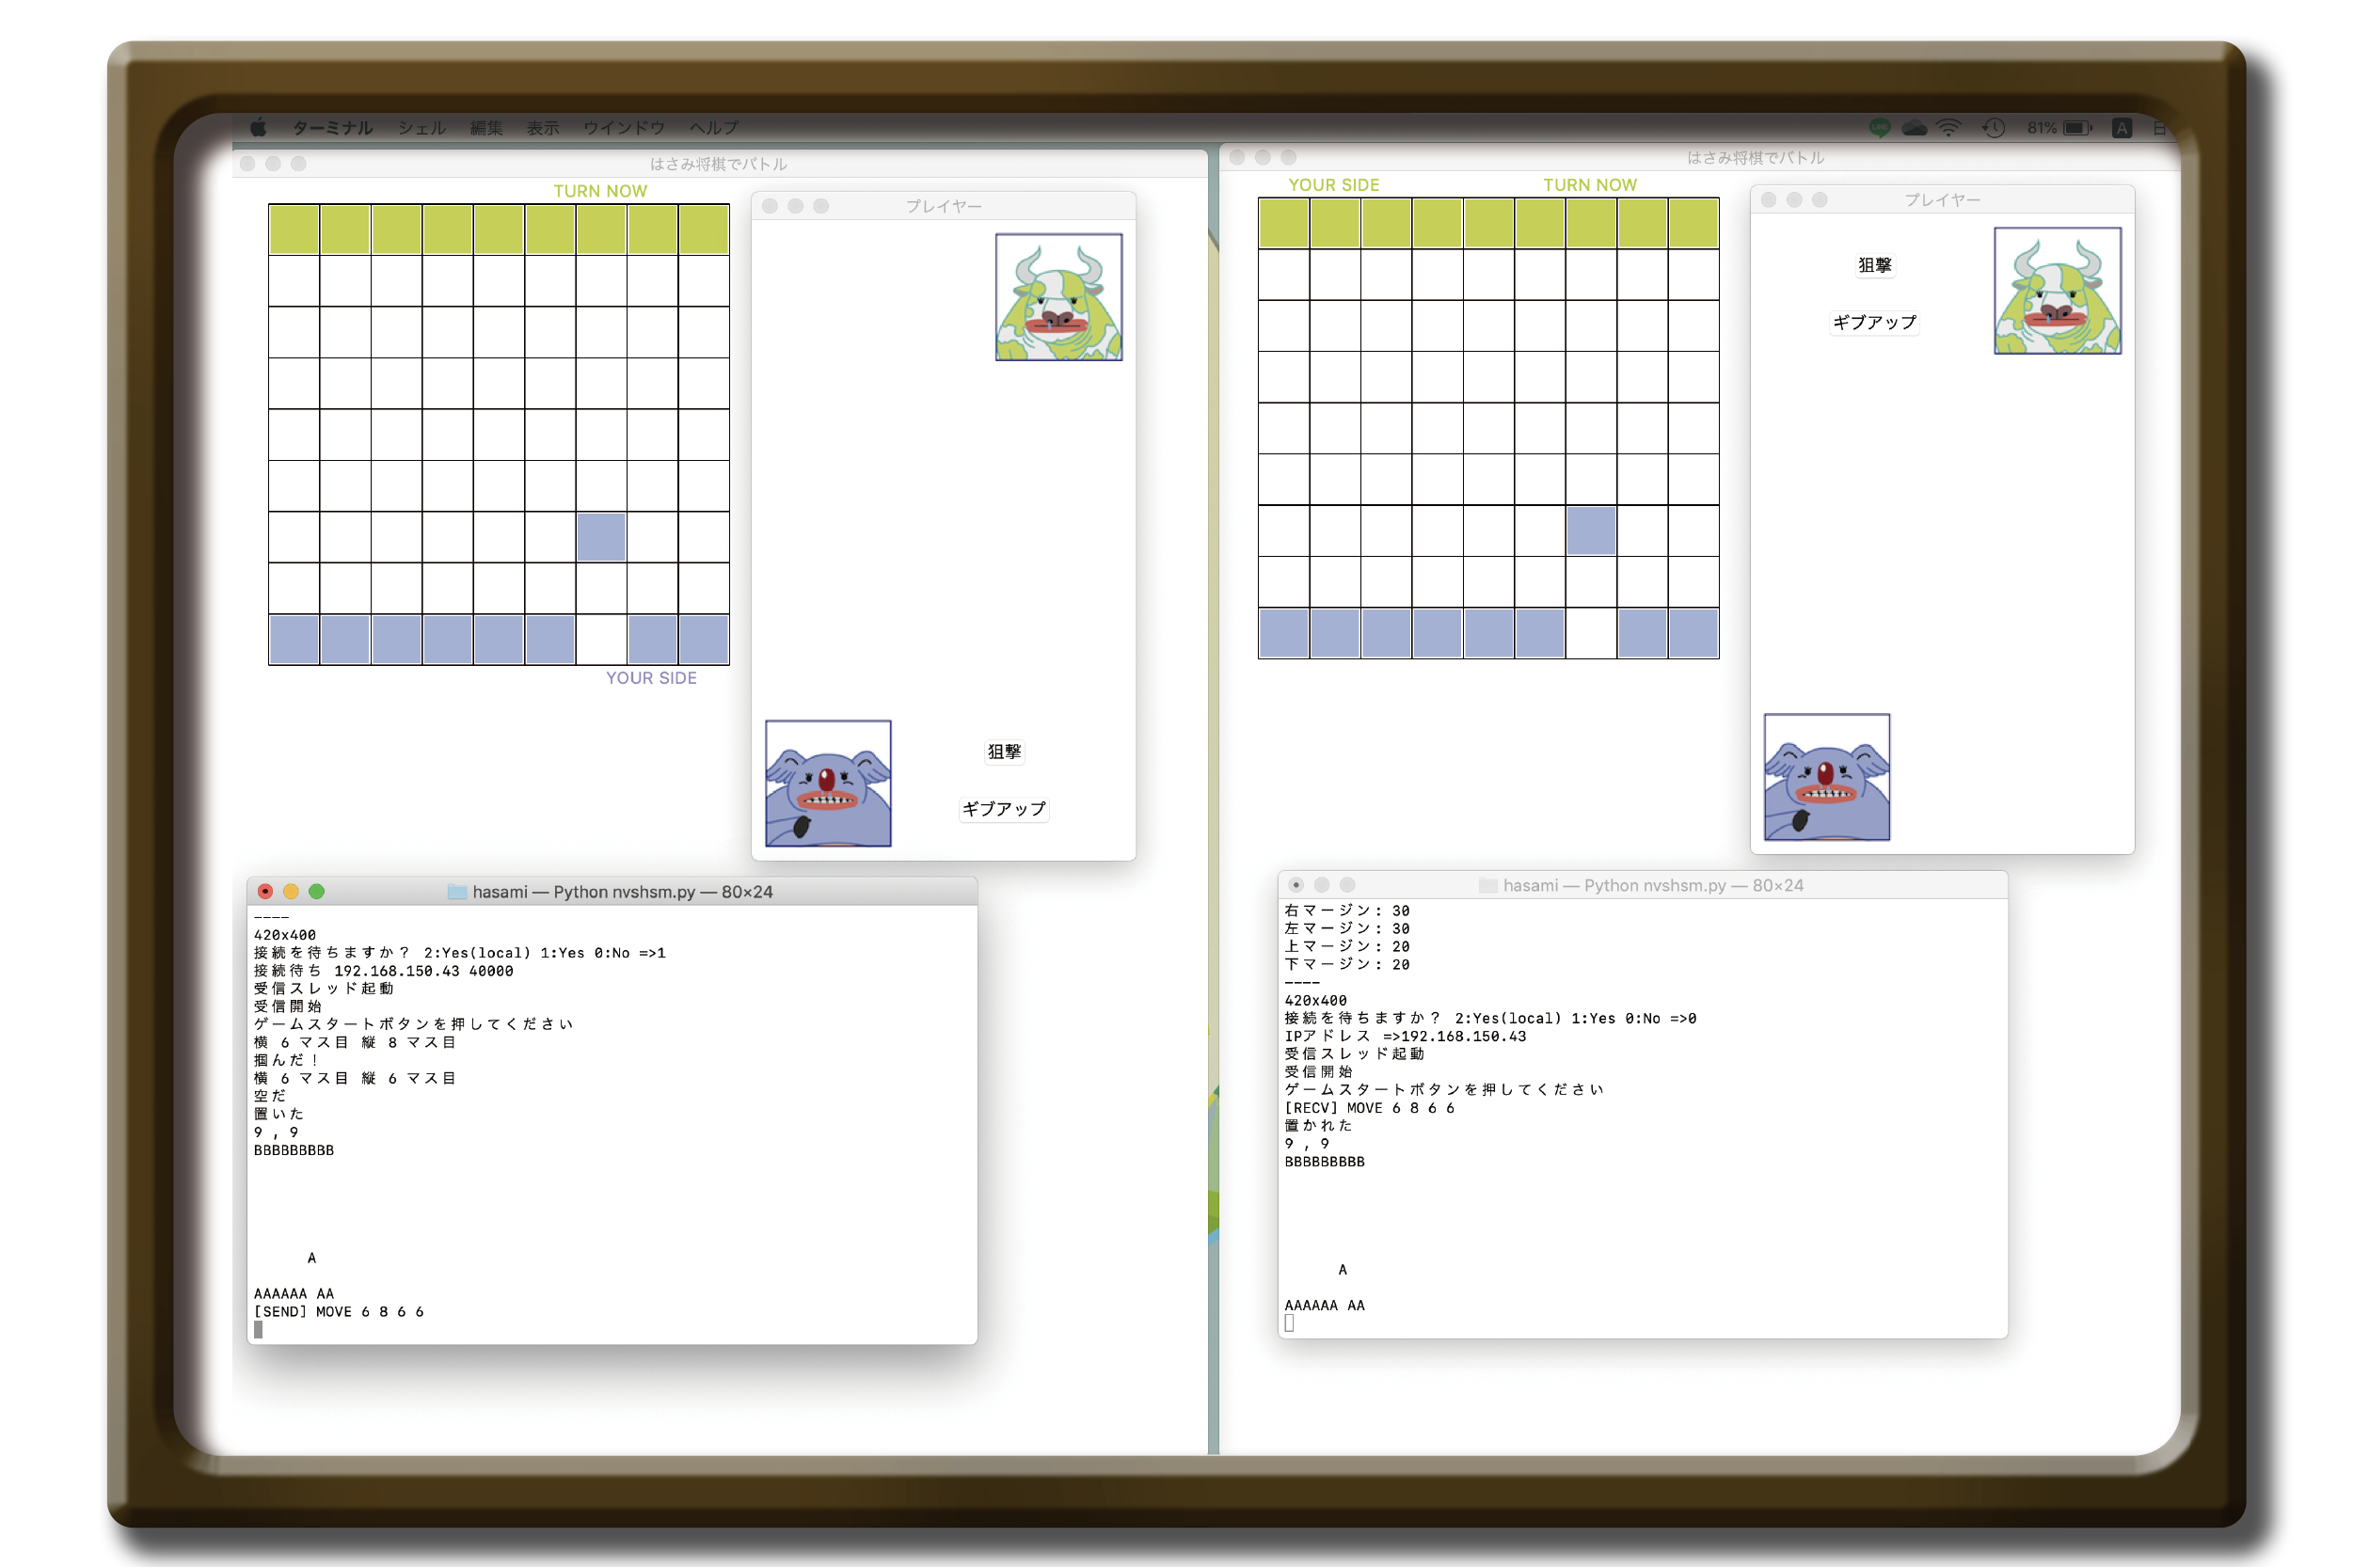 ターミナル シェル 編集 表示 ウインドウ ヘルプ
LINE 81% A 日
はさみ将棋でバトル
TURN NOW
プレイヤー
YOUR SIDE
狙撃
ギブアップ
hasami — Python nvshsm.py — 80×24
----
420x400
接続を待ちますか？ 2:Yes(local) 1:Yes 0:No =>1
接続待ち 192.168.150.43 40000
受信スレッド起動
受信開始
ゲームスタートボタンを押してください
横 6 マス目 縦 8 マス目
掴んだ！
横 6 マス目 縦 6 マス目
空だ
置いた
9 , 9
BBBBBBBBB
A
AAAAAA AA
[SEND] MOVE 6 8 6 6
はさみ将棋でバトル
YOUR SIDE TURN NOW
プレイヤー
狙撃
ギブアップ
hasami — Python nvshsm.py — 80×24
右マージン: 30
左マージン: 30
上マージン: 20
下マージン: 20
----
420x400
接続を待ちますか？ 2:Yes(local) 1:Yes 0:No =>0
IPアドレス =>192.168.150.43
受信スレッド起動
受信開始
ゲームスタートボタンを押してください
[RECV] MOVE 6 8 6 6
置かれた
9 , 9
BBBBBBBBB
A
AAAAAA AA